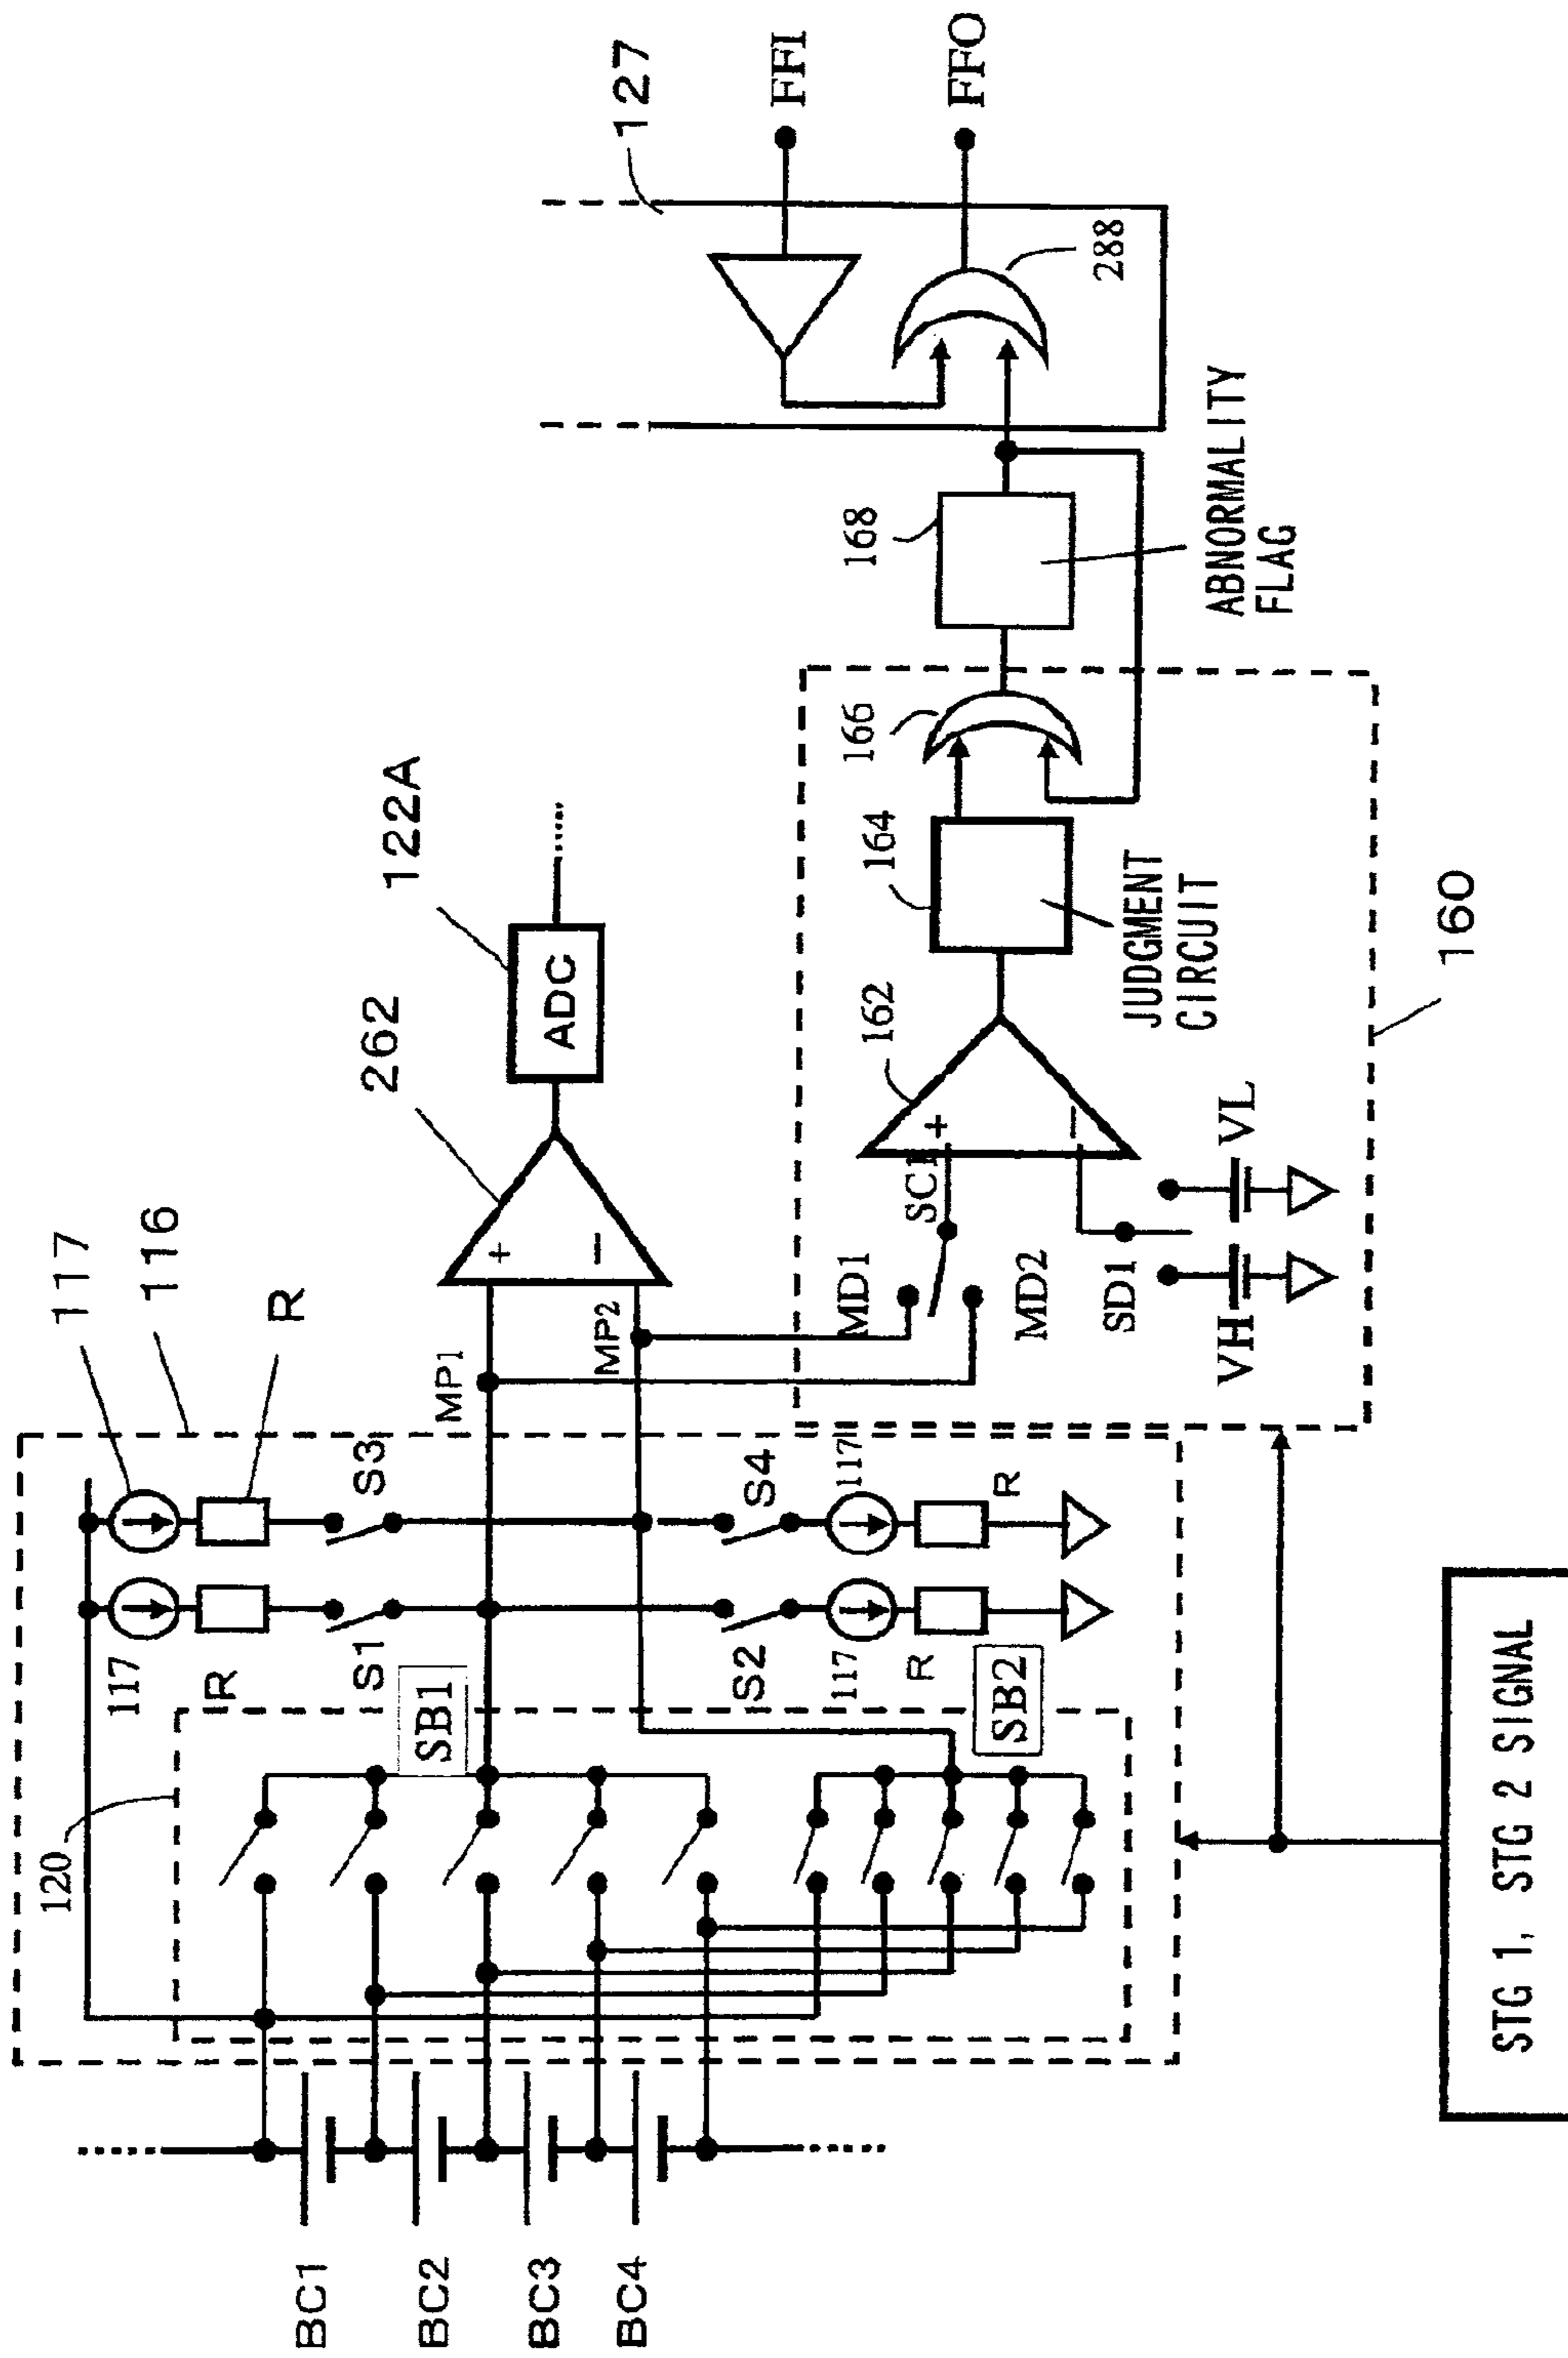 BC1
BC2
BC3
BC4
120
117
116
R
117
R
S1
S3
SB1
S2
S4
117
117
R
R
SB2
MP1
MP2
262
+
−
122A
ADC
MD1
MD2
SC1
SD1
VH
VL
162
+
−
164
JUDGMENT
CIRCUIT
166
160
168
ABNORMALITY
FLAG
127
288
FFI
FFO
STG 1, STG 2 SIGNAL